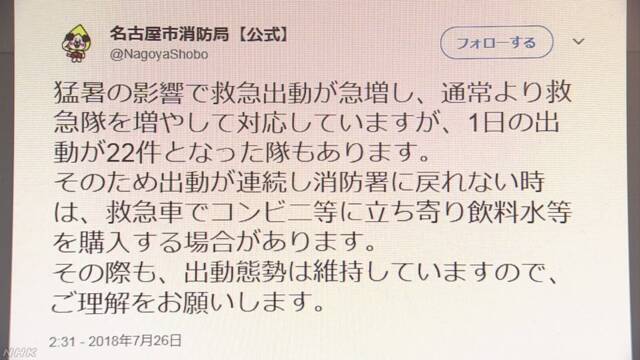 名古屋市消防局【公式】
@NagoyaShobo
フォローする
猛暑の影響で救急出動が急増し、通常より救
急隊を増やして対応していますが、1日の出
動が22件となった隊もあります。
そのため出動が連続し消防署に戻れない時
は、救急車でコンビニ等に立ち寄り飲料水等
を購入する場合があります。
その際も、出動態勢は維持していますので、
ご理解をお願いします。
2:31 - 2018年7月26日
NHK